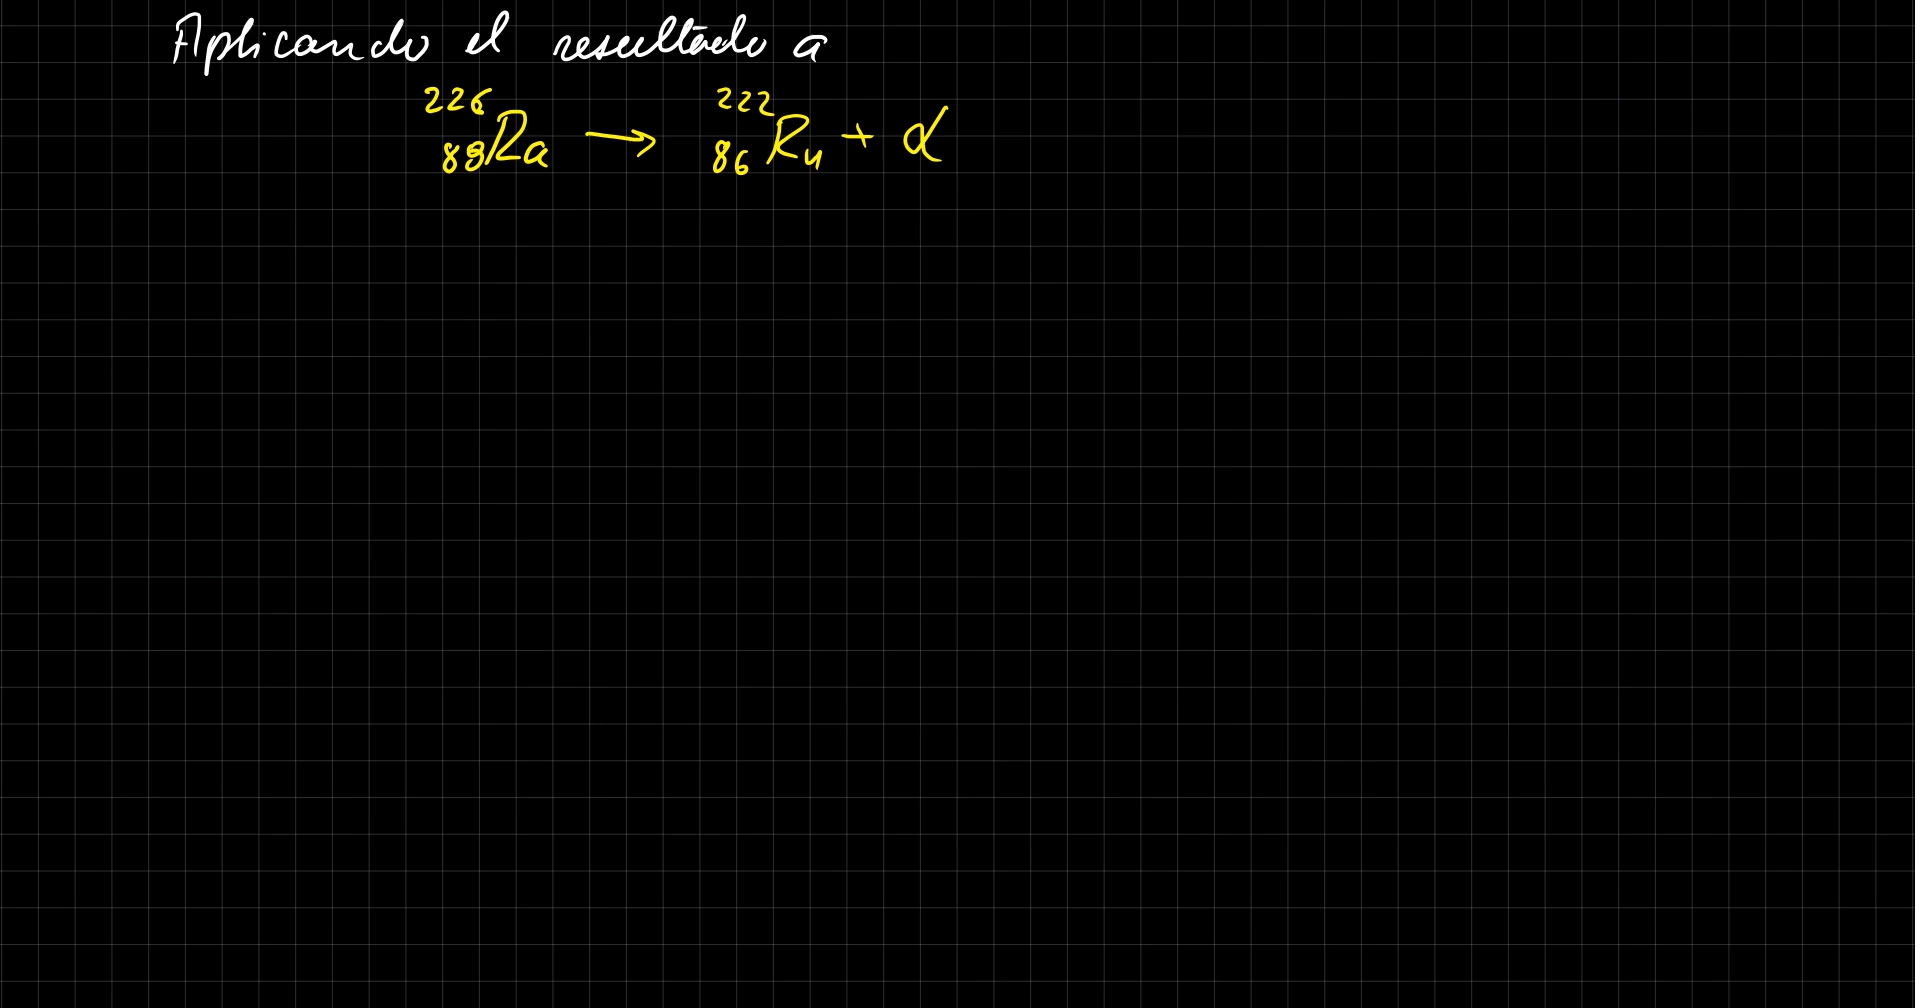 Aplicando el resultado a
²²⁶₈₈Ra → ²²²₈₆Rn + α